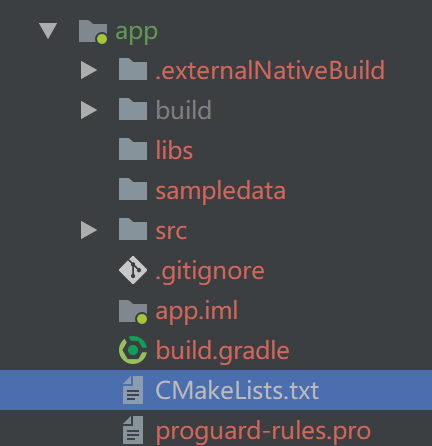 app
.externalNativeBuild
build
libs
sampledata
src
.gitignore
app.iml
build.gradle
CMakeLists.txt
proguard-rules.pro